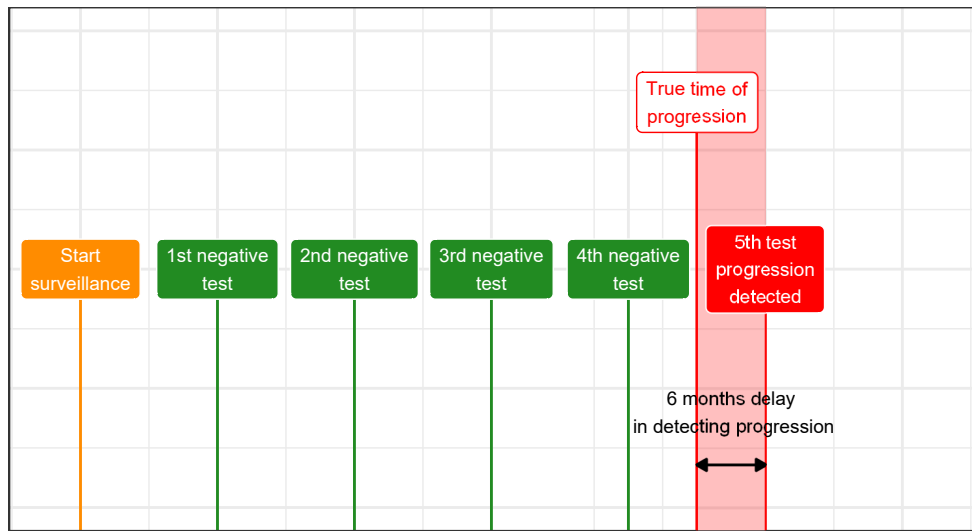 True time of
progression
Start
surveillance
1st negative
test
2nd negative
test
3rd negative
test
4th negative
test
5th test
progression
detected
6 months delay
in detecting progression